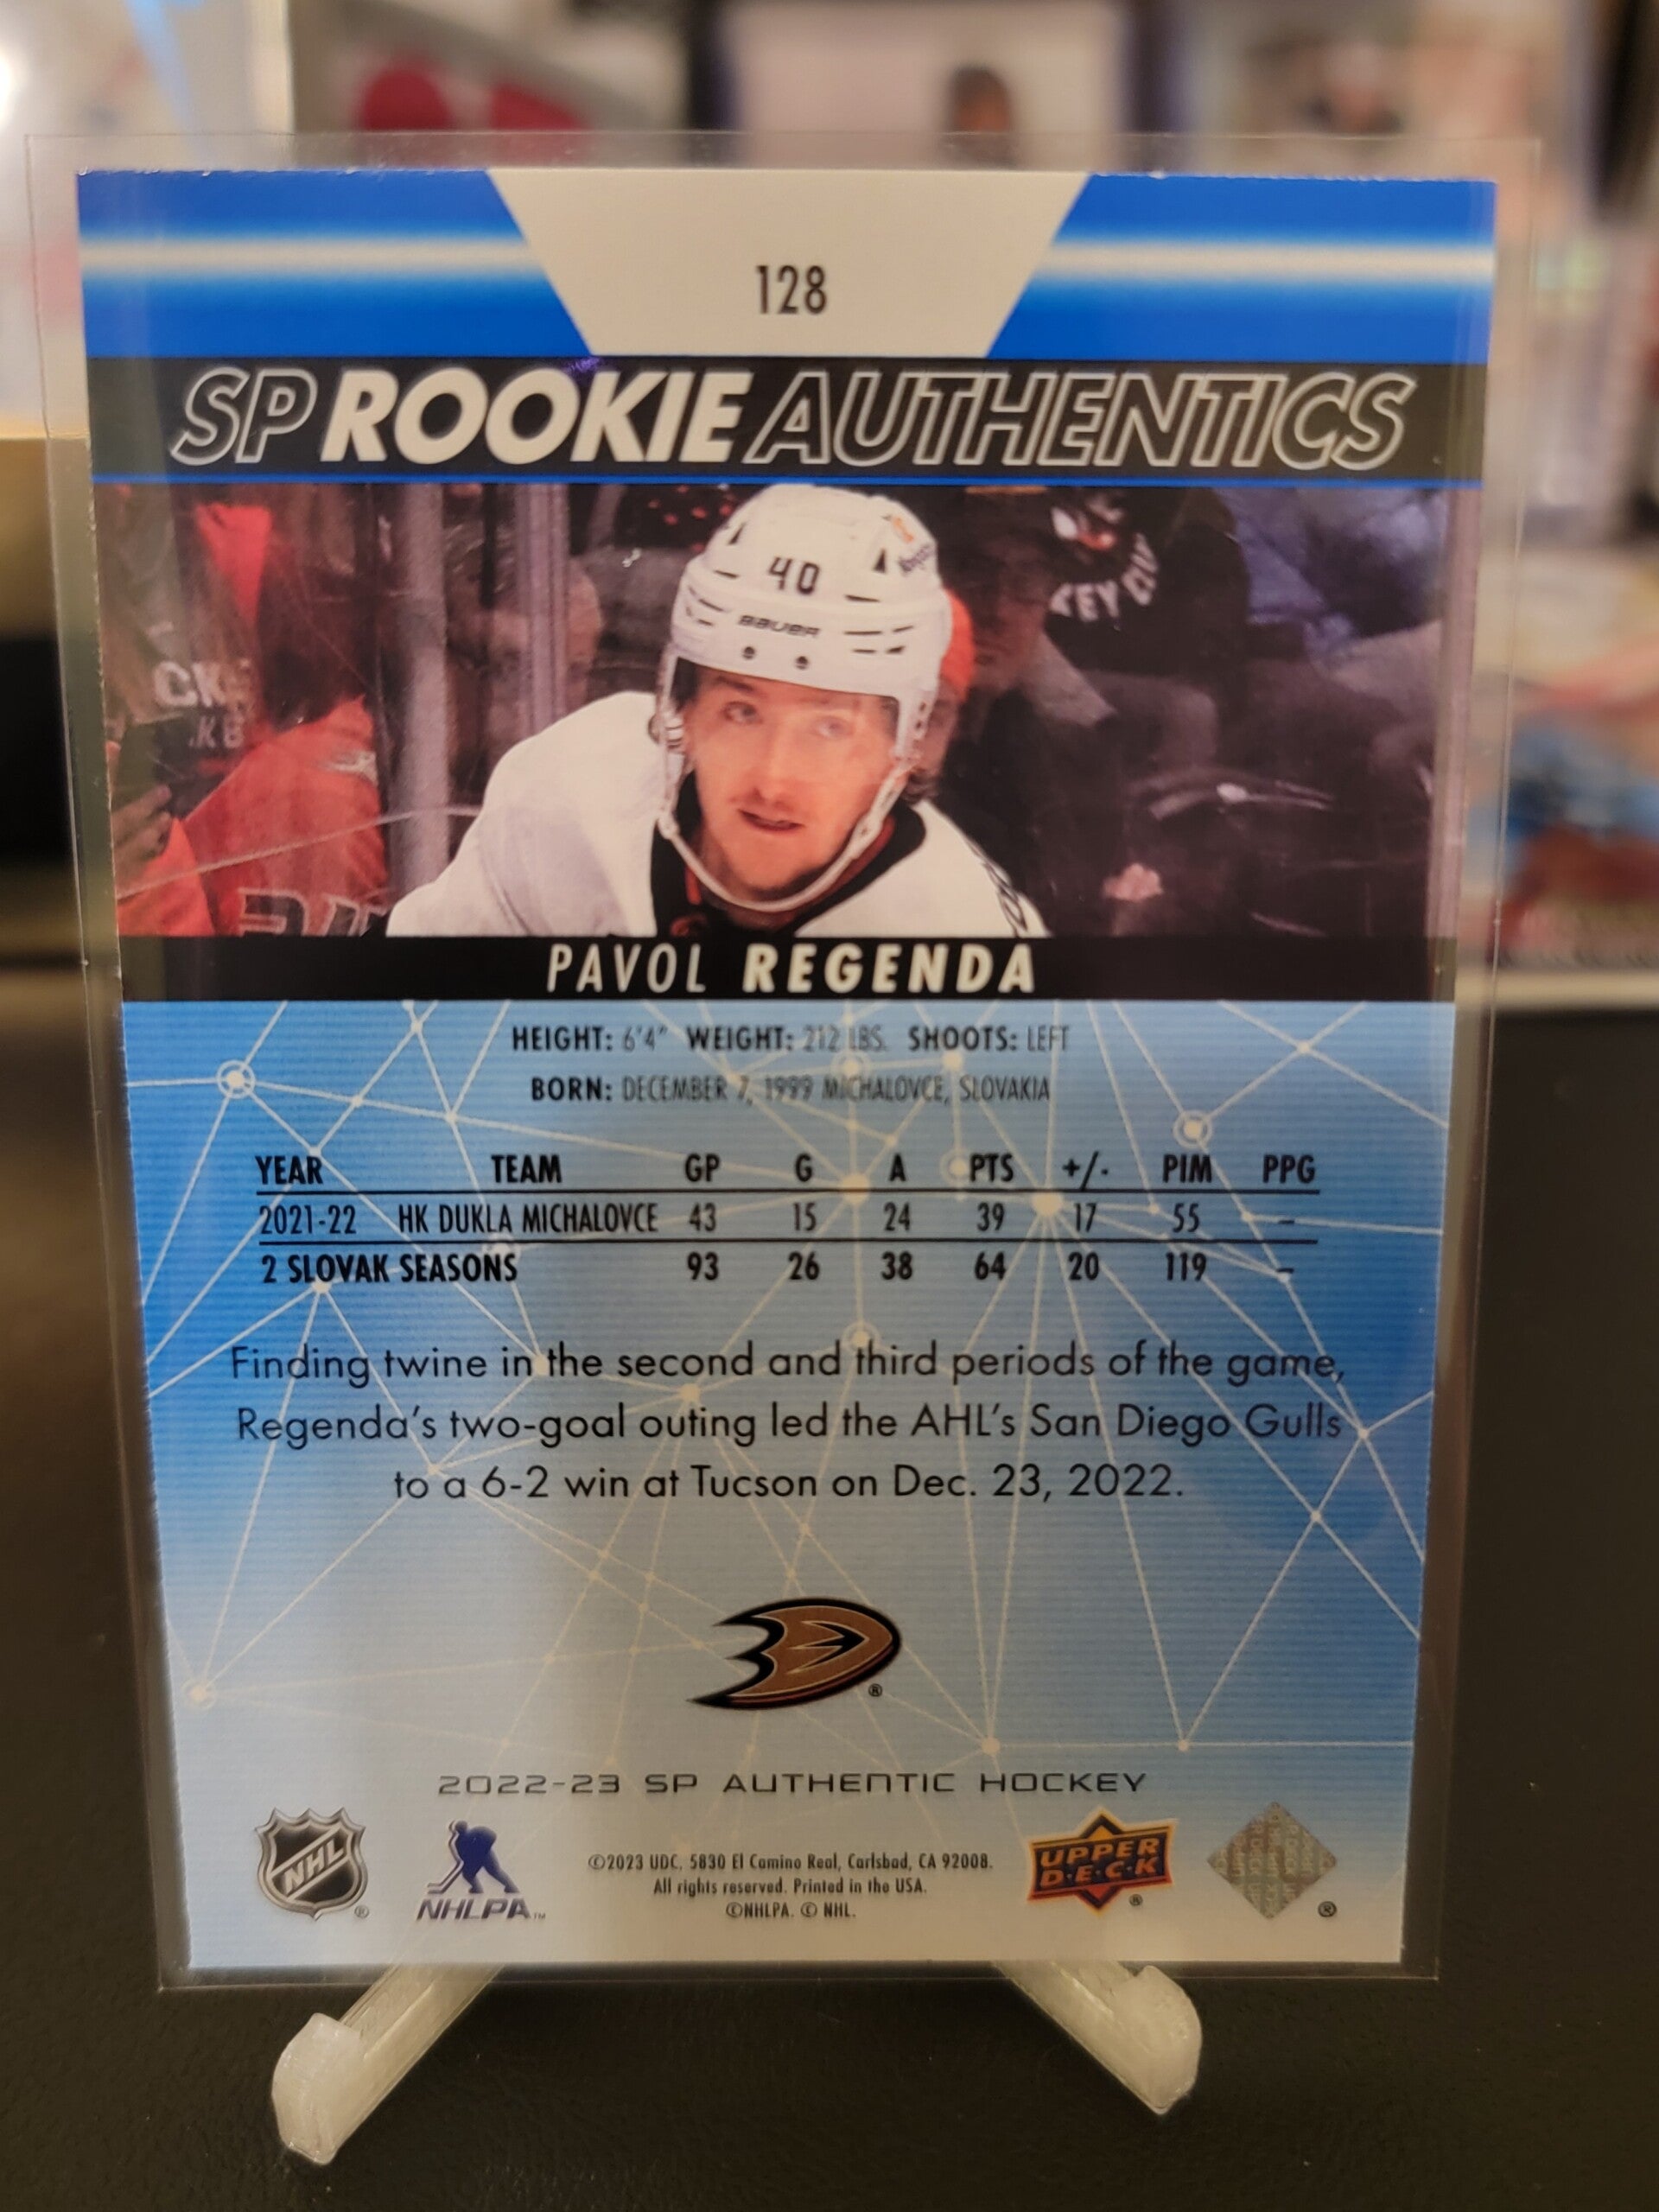 128
SP ROOKIE AUTHENTICS
40
BAUER
PAVOL REGENDA
HEIGHT: 6'4" WEIGHT: 212 LBS. SHOOTS: LEFT
BORN: DECEMBER 7, 1999 MICHALOVCE, SLOVAKIA
YEAR TEAM GP G A PTS +/- PIM PPG
2021-22 HK DUKLA MICHALOVCE 43 15 24 39 17 55 –
2 SLOVAK SEASONS 93 26 38 64 20 119 –
Finding twine in the second and third periods of the game,
Regenda's two-goal outing led the AHL's San Diego Gulls
to a 6-2 win at Tucson on Dec. 23, 2022.
®
2022-23 SP AUTHENTIC HOCKEY
NHL ®
NHLPA™
©2023 UDC, 5830 El Camino Real, Carlsbad, CA 92008.
All rights reserved. Printed in the USA.
©NHLPA. © NHL.
UPPER
D·E·C·K ®
®